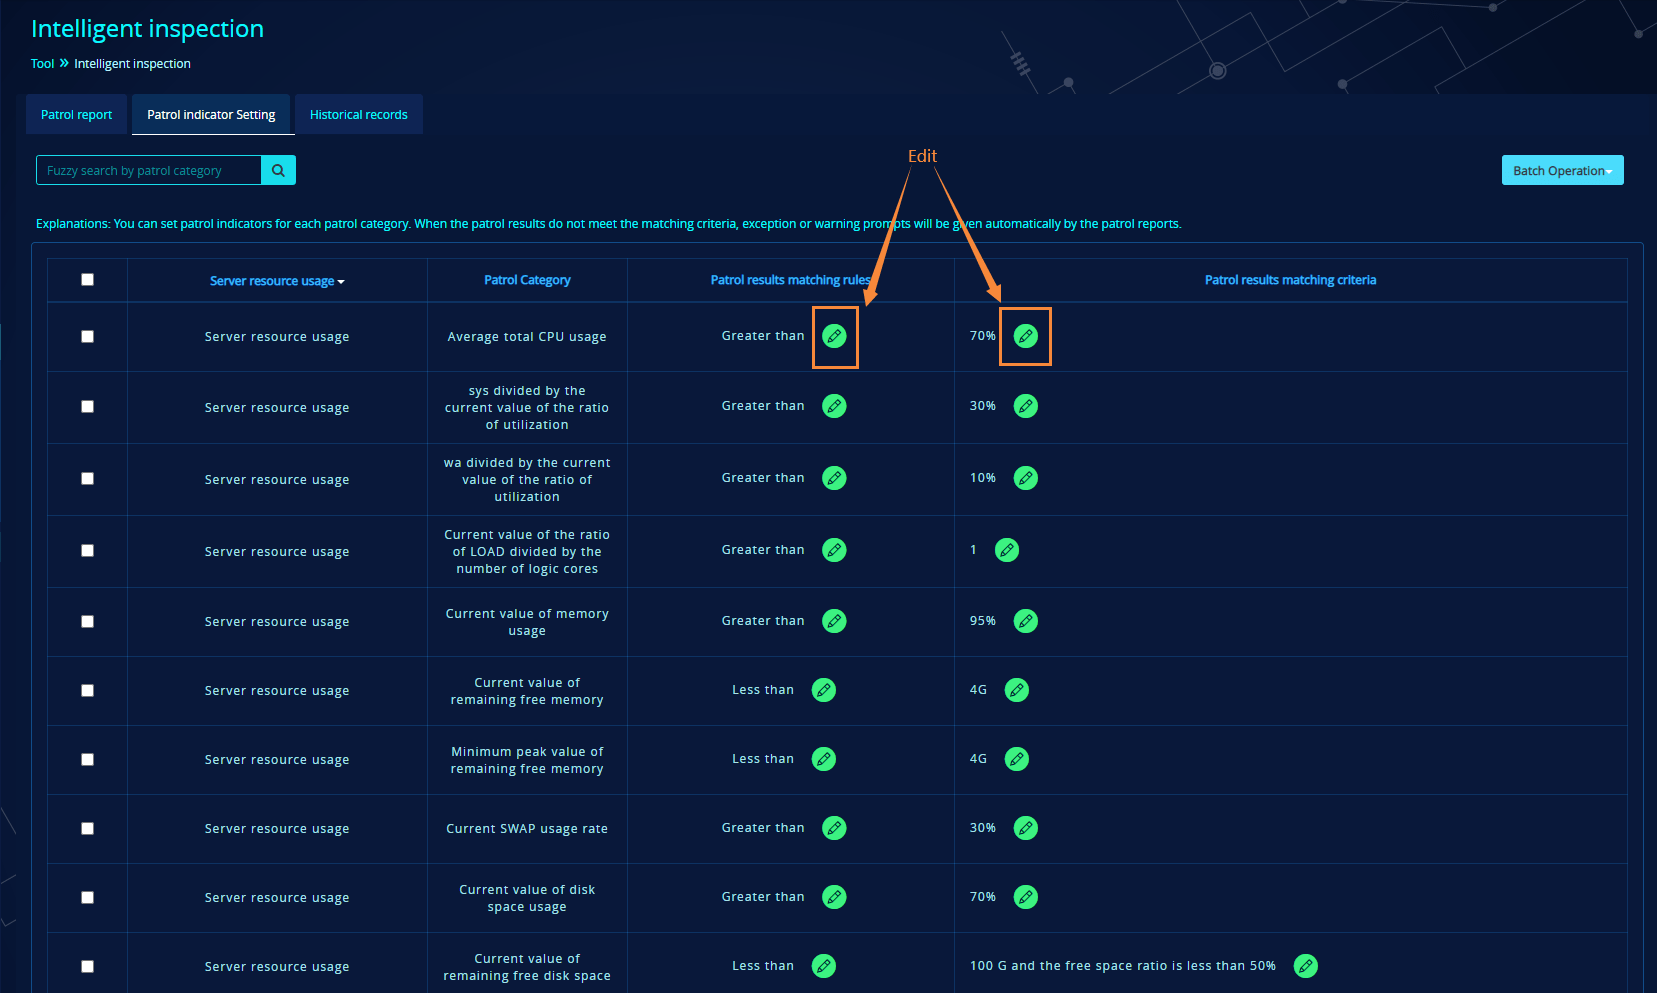 Intelligent inspection
Tool » Intelligent inspection
Patrol report
Patrol indicator Setting
Historical records
Edit
Fuzzy search by patrol category
Batch Operation
Explanations: You can set patrol indicators for each patrol category. When the patrol results do not meet the matching criteria, exception or warning prompts will be given automatically by the patrol reports.
Server resource usage
Patrol Category
Patrol results matching rules
Patrol results matching criteria
Server resource usage
Average total CPU usage
Greater than
70%
Server resource usage
sys divided by the
current value of the ratio
of utilization
Greater than
30%
Server resource usage
wa divided by the current
value of the ratio of
utilization
Greater than
10%
Server resource usage
Current value of the ratio
of LOAD divided by the
number of logic cores
Greater than
1
Server resource usage
Current value of memory
usage
Greater than
95%
Server resource usage
Current value of
remaining free memory
Less than
4G
Server resource usage
Minimum peak value of
remaining free memory
Less than
4G
Server resource usage
Current SWAP usage rate
Greater than
30%
Server resource usage
Current value of disk
space usage
Greater than
70%
Server resource usage
Current value of
remaining free disk space
Less than
100 G and the free space ratio is less than 50%